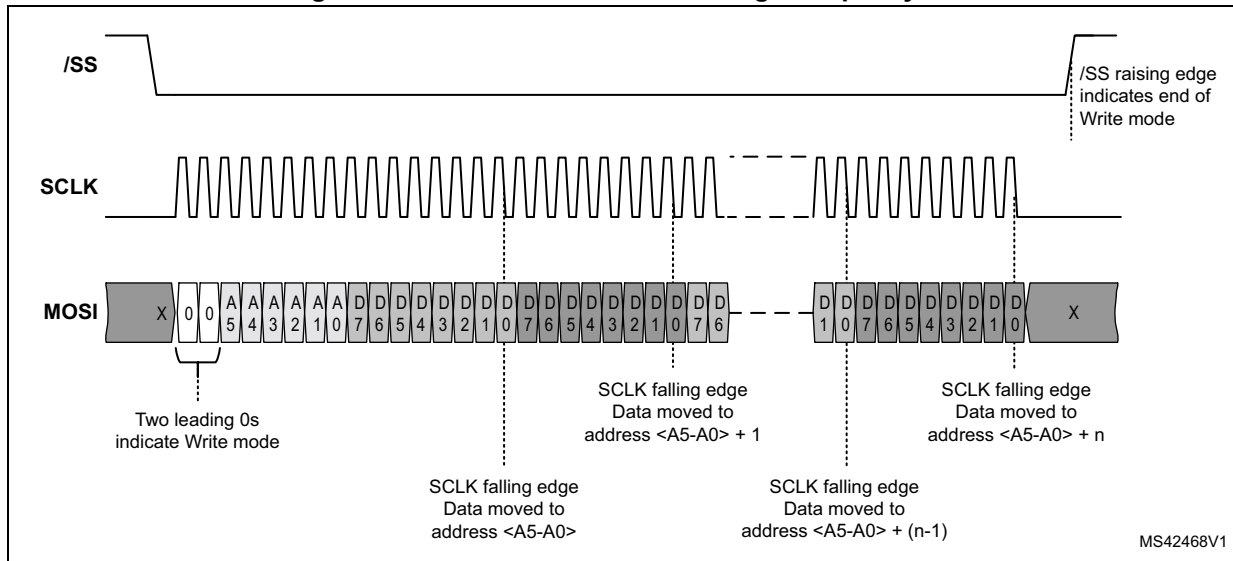 /SS
/SS raising edge
indicates end of
Write mode
SCLK
MOSI X 0 0 A5 A4 A3 A2 A1 A0 D7 D6 D5 D4 D3 D2 D1 D0 D7 D6 D5 D4 D3 D2 D1 D0 D7 D6 D1 D0 D7 D6 D5 D4 D3 D2 D1 D0 X
Two leading 0s
indicate Write mode
SCLK falling edge
Data moved to
address <A5-A0> + 1
SCLK falling edge
Data moved to
address <A5-A0> + n
SCLK falling edge
Data moved to
address <A5-A0>
SCLK falling edge
Data moved to
address <A5-A0> + (n-1)
MS42468V1